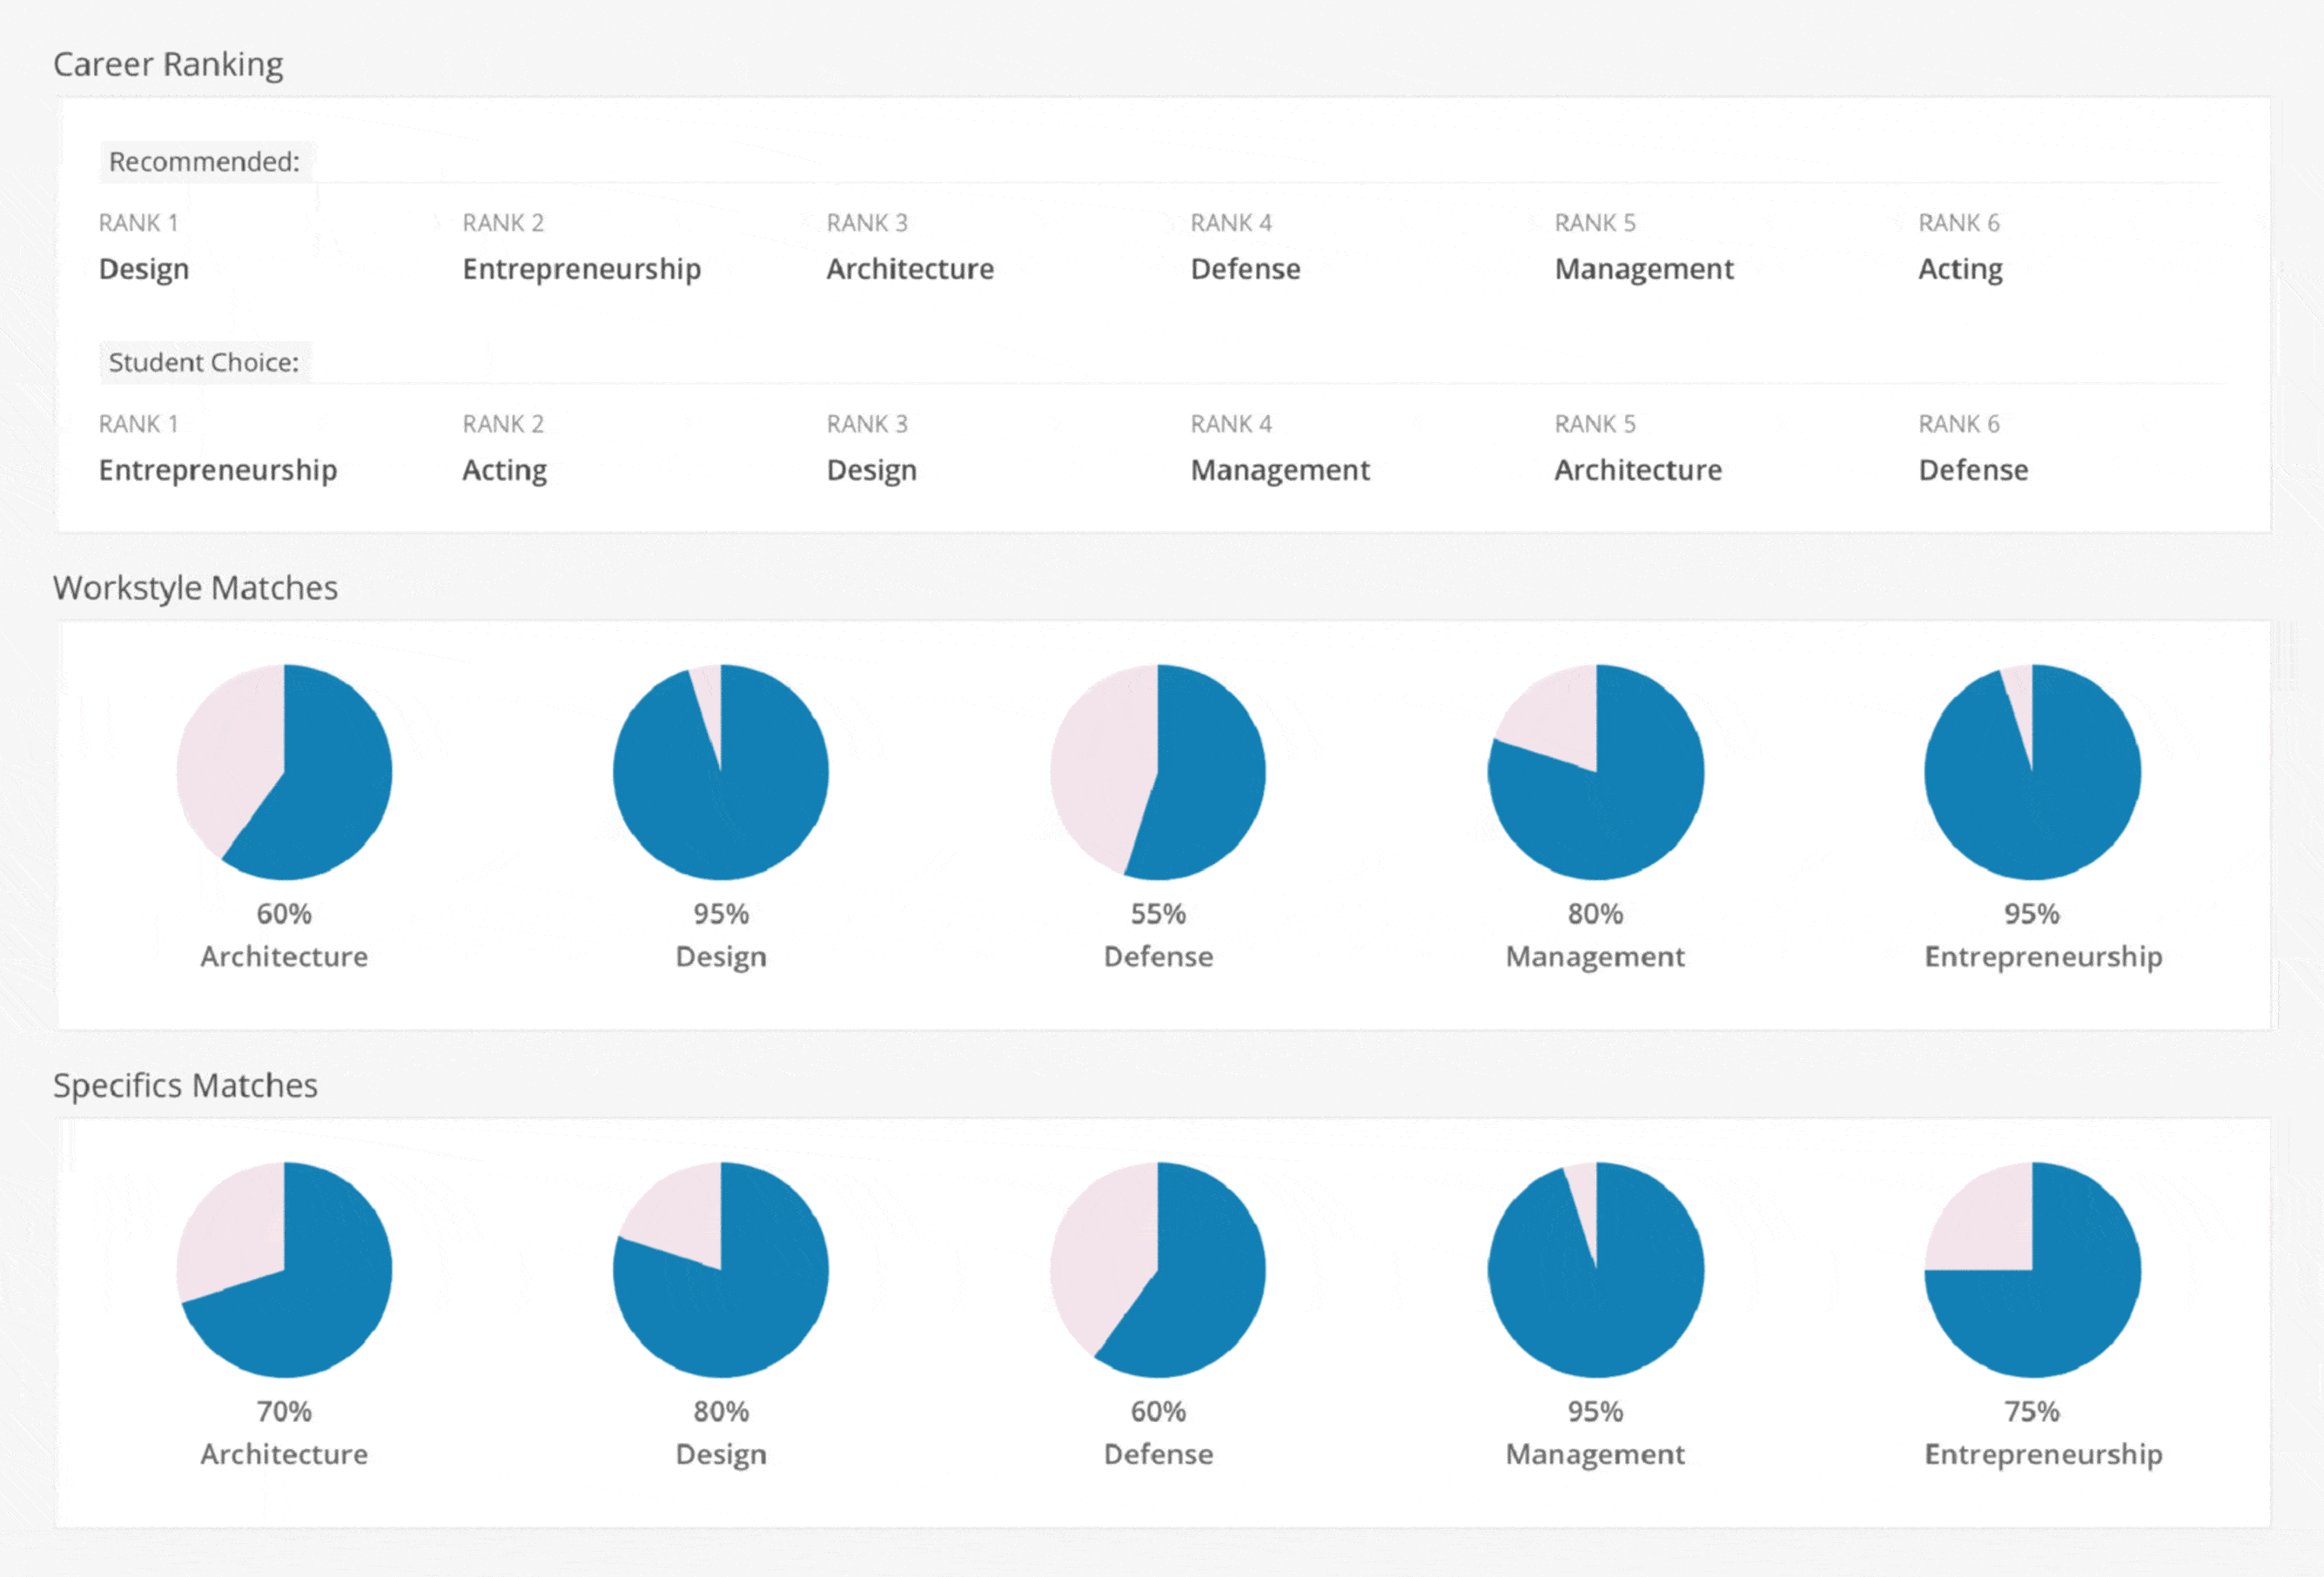 Career Ranking
Recommended:
RANK 1 RANK 2 RANK 3 RANK 4 RANK 5 RANK 6
Design Entrepreneurship Architecture Defense Management Acting
Student Choice:
RANK 1 RANK 2 RANK 3 RANK 4 RANK 5 RANK 6
Entrepreneurship Acting Design Management Architecture Defense
Workstyle Matches
60% 95% 55% 80% 95%
Architecture Design Defense Management Entrepreneurship
Specifics Matches
70% 80% 60% 95% 75%
Architecture Design Defense Management Entrepreneurship